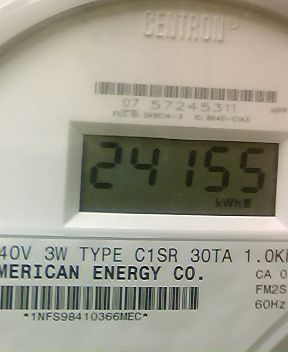 CENTRON®
07 57245311
24155
kWh
40V 3W TYPE C1SR 30TA 1.0K
MERICAN ENERGY CO.
CA 0
FM2S
60Hz
*1NFS98410366MEC*